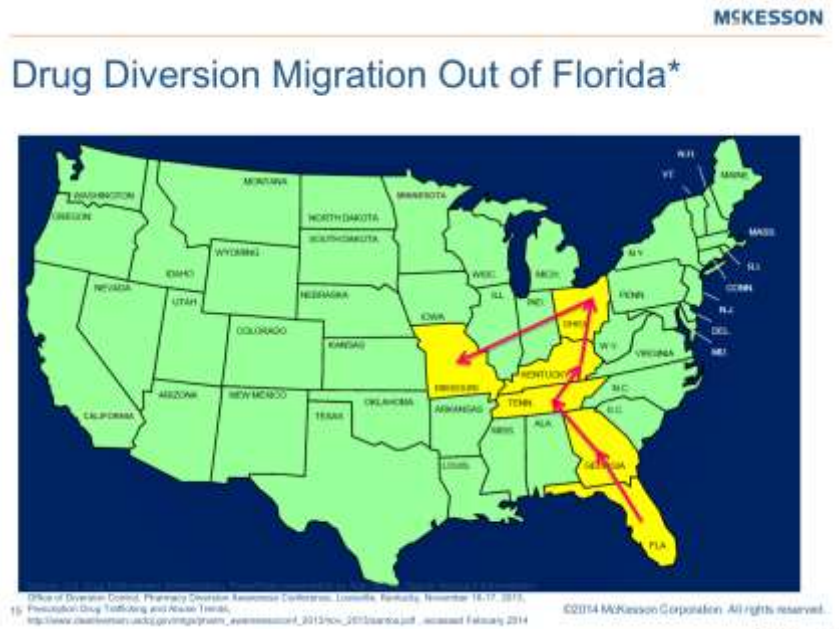 MCKESSON
Drug Diversion Migration Out of Florida*
N.H.
VT.
MAINE
WASHINGTON
MONTANA
MINNESOTA
OREGON
NORTH DAKOTA
MASS.
SOUTH DAKOTA
WYOMING
N.Y.
R.I.
IDAHO
WISC.
MICH.
NEVADA
CONN.
UTAH
NEBRASKA
ILL.
IND.
PENN.
IOWA
N.J.
COLORADO
OHIO
DEL.
KANSAS
W.V.
VIRGINIA
MD.
KENTUCKY
MISSOURI
N.C.
ARIZONA
NEW MEXICO
OKLAHOMA
TENN.
CALIFORNIA
TEXAS
ARKANSAS
S.C.
MISS.
ALA.
LOUIS.
GEORGIA
FLA.
Office of Diversion Control, Pharmacy Diversion Awareness Conference, Louisville, Kentucky, November 16-17, 2013,
15 Prescription Drug Trafficking and Abuse Trends,
accessed February 2014
©2014 McKesson Corporation. All rights reserved.